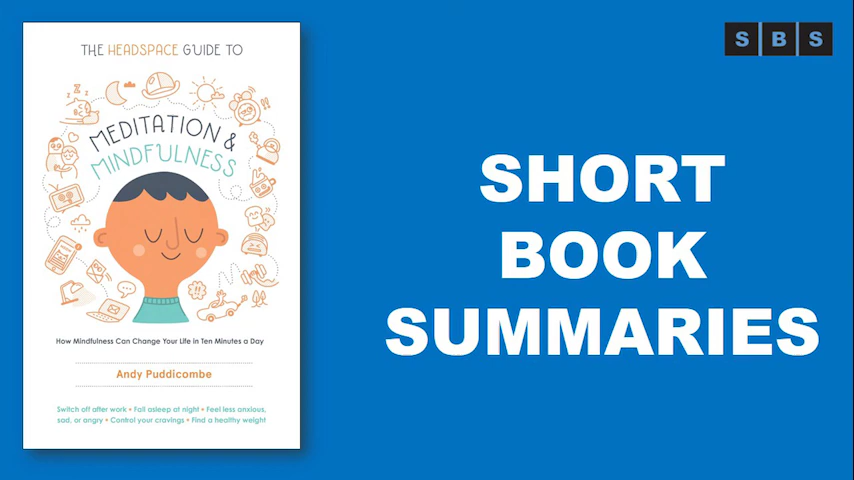 THE HEADSPACE GUIDE TO
MEDITATION &
MINDFULNESS
How Mindfulness Can Change Your Life in Ten Minutes a Day
Andy Puddicombe
Switch off after work • Fall asleep at night • Feel less anxious,
sad, or angry • Control your cravings • Find a healthy weight
S B S
SHORT
BOOK
SUMMARIES